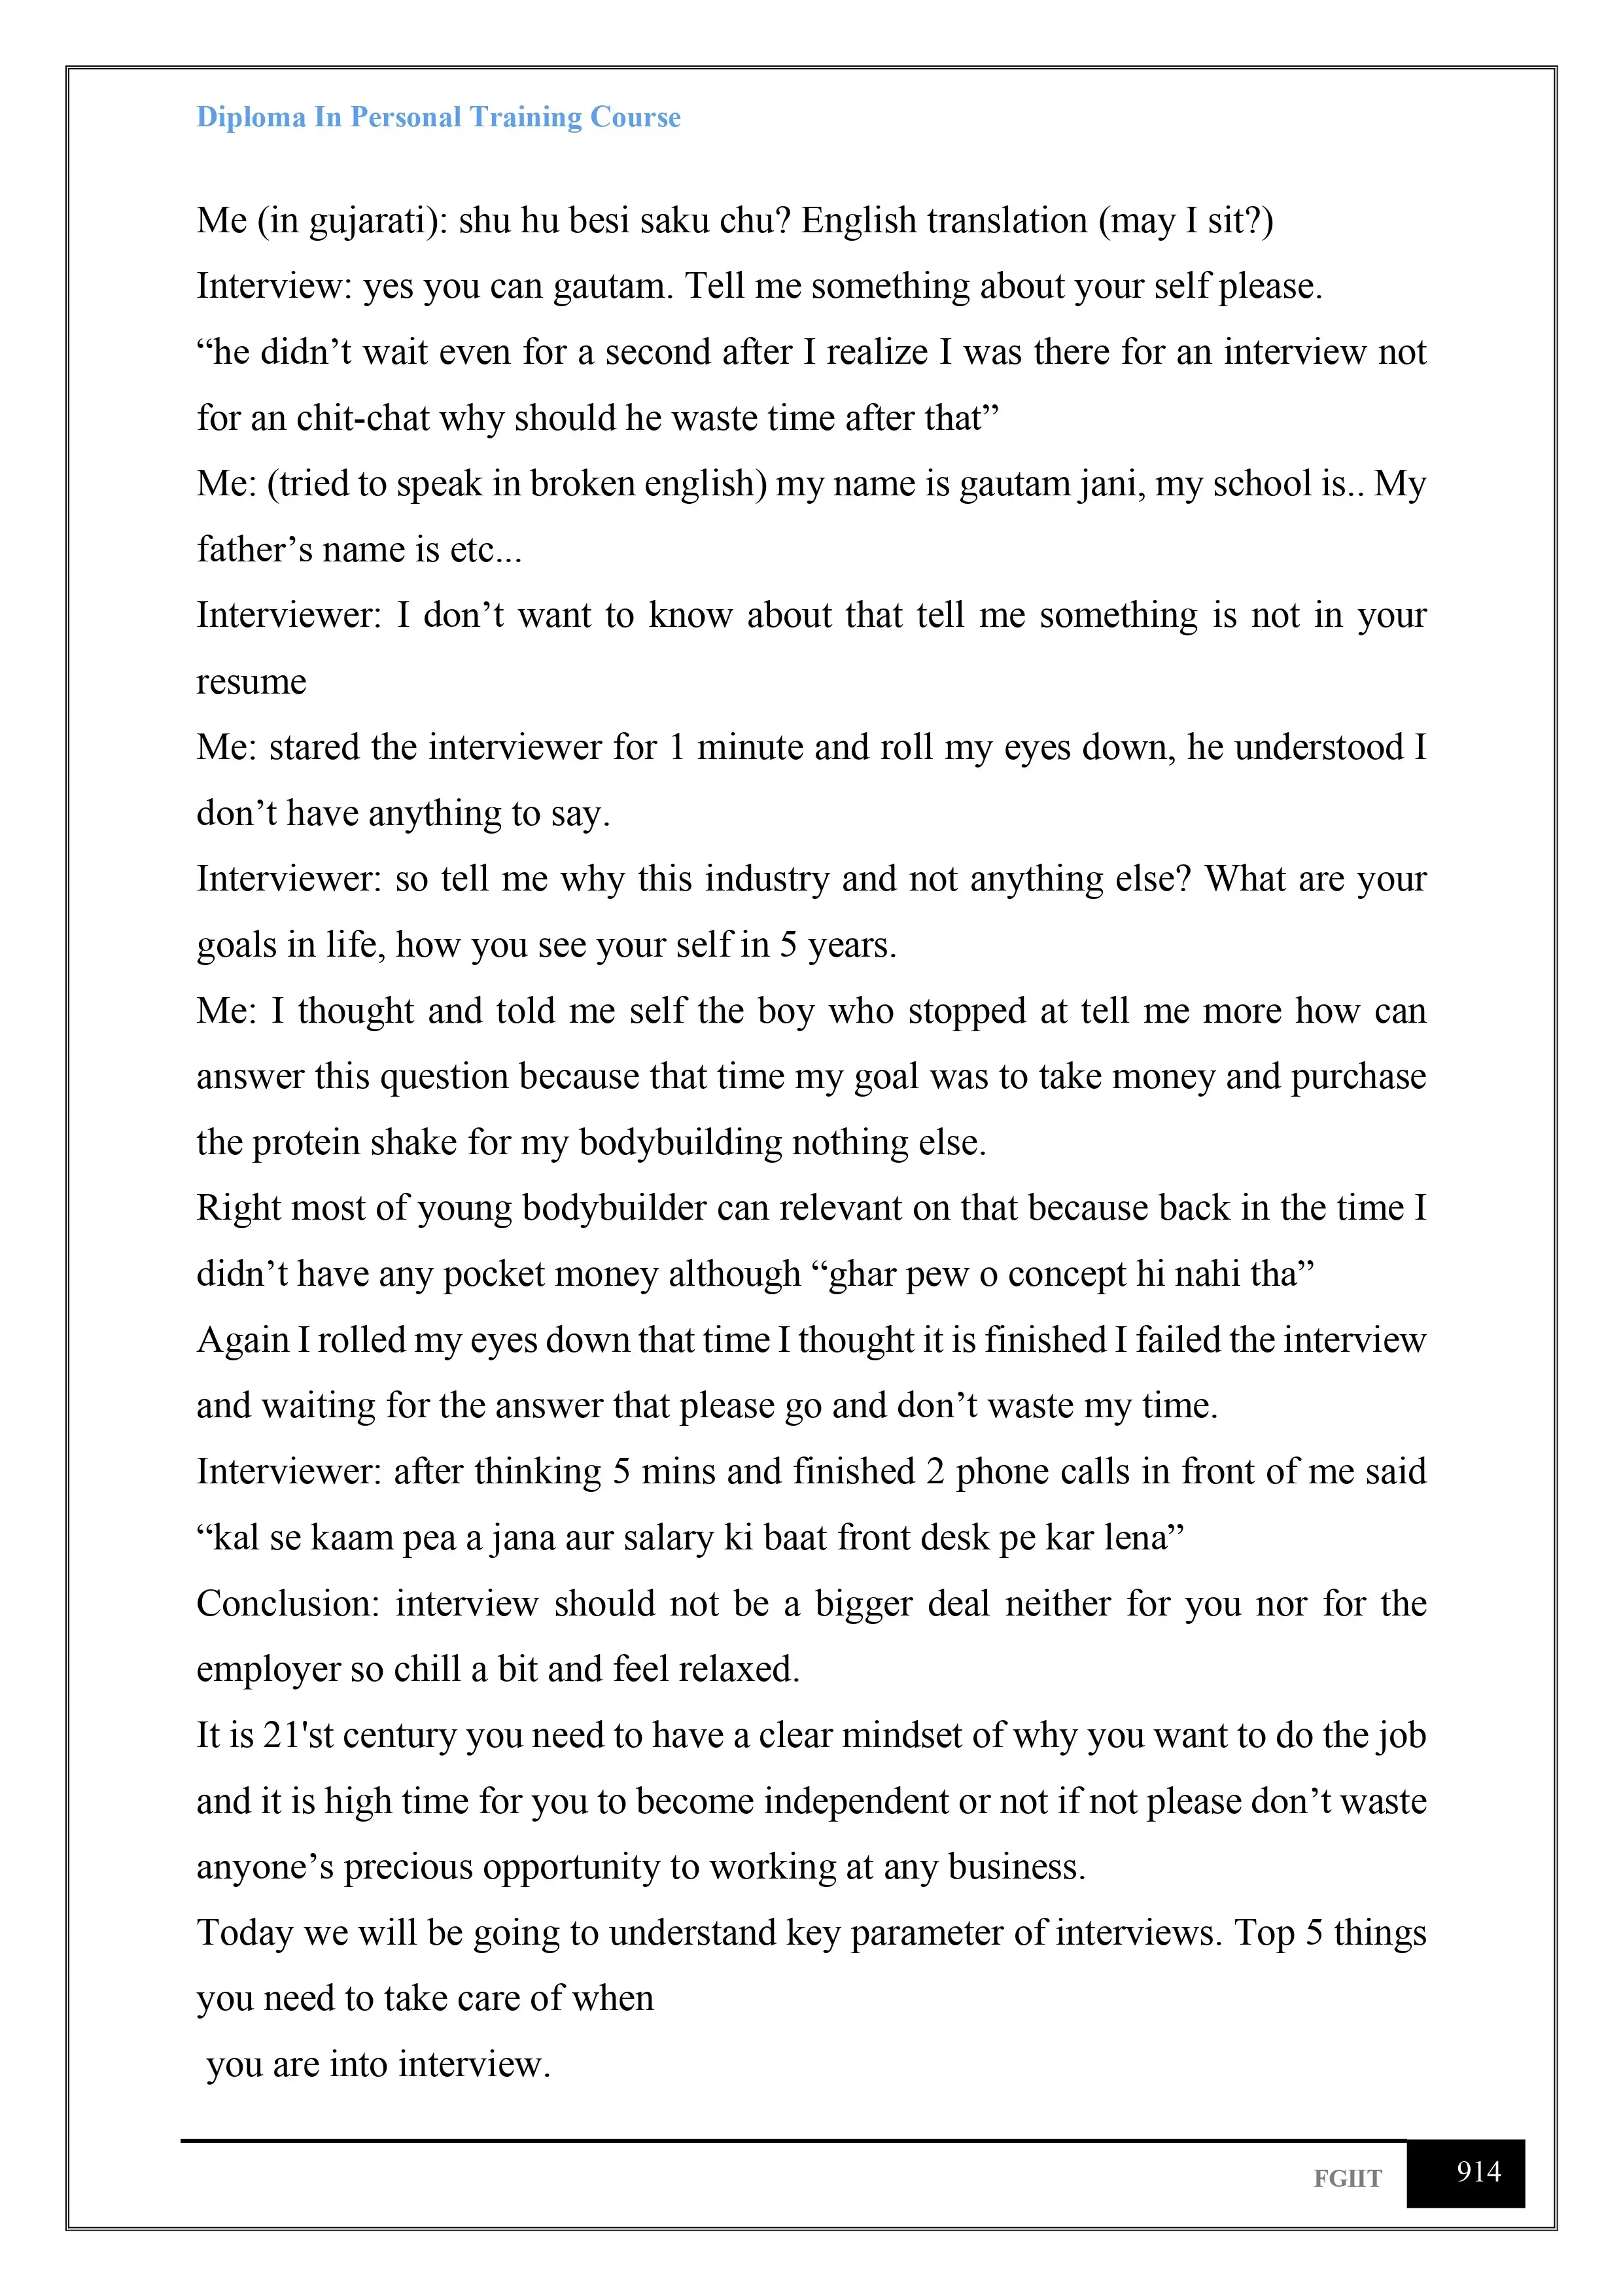 Diploma In Personal Training Course
Me (in gujarati): shu hu besi saku chu? English translation (may I sit?)
Interview: yes you can gautam. Tell me something about your self please.
“he didn’t wait even for a second after I realize I was there for an interview not
for an chit-chat why should he waste time after that”
Me: (tried to speak in broken english) my name is gautam jani, my school is.. My
father’s name is etc...
Interviewer: I don’t want to know about that tell me something is not in your
resume
Me: stared the interviewer for 1 minute and roll my eyes down, he understood I
don’t have anything to say.
Interviewer: so tell me why this industry and not anything else? What are your
goals in life, how you see your self in 5 years.
Me: I thought and told me self the boy who stopped at tell me more how can
answer this question because that time my goal was to take money and purchase
the protein shake for my bodybuilding nothing else.
Right most of young bodybuilder can relevant on that because back in the time I
didn’t have any pocket money although “ghar pew o concept hi nahi tha”
Again I rolled my eyes down that time I thought it is finished I failed the interview
and waiting for the answer that please go and don’t waste my time.
Interviewer: after thinking 5 mins and finished 2 phone calls in front of me said
“kal se kaam pea a jana aur salary ki baat front desk pe kar lena”
Conclusion: interview should not be a bigger deal neither for you nor for the
employer so chill a bit and feel relaxed.
It is 21'st century you need to have a clear mindset of why you want to do the job
and it is high time for you to become independent or not if not please don’t waste
anyone’s precious opportunity to working at any business.
Today we will be going to understand key parameter of interviews. Top 5 things
you need to take care of when
you are into interview.
FGIIT 914